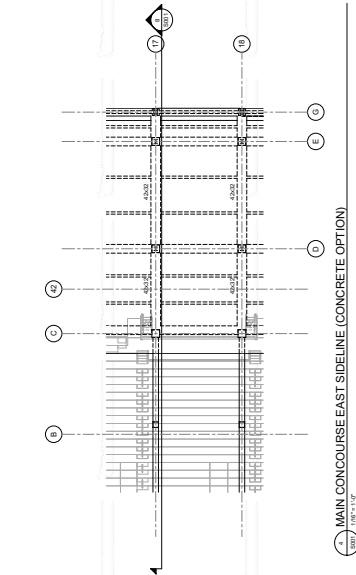 B
C
42
42x32
42x32
17
8
S001
42x32
42x32
18
D
E
G
4
S001
MAIN CONCOURSE EAST SIDELINE (CONCRETE OPTION)
1/16" = 1'-0"